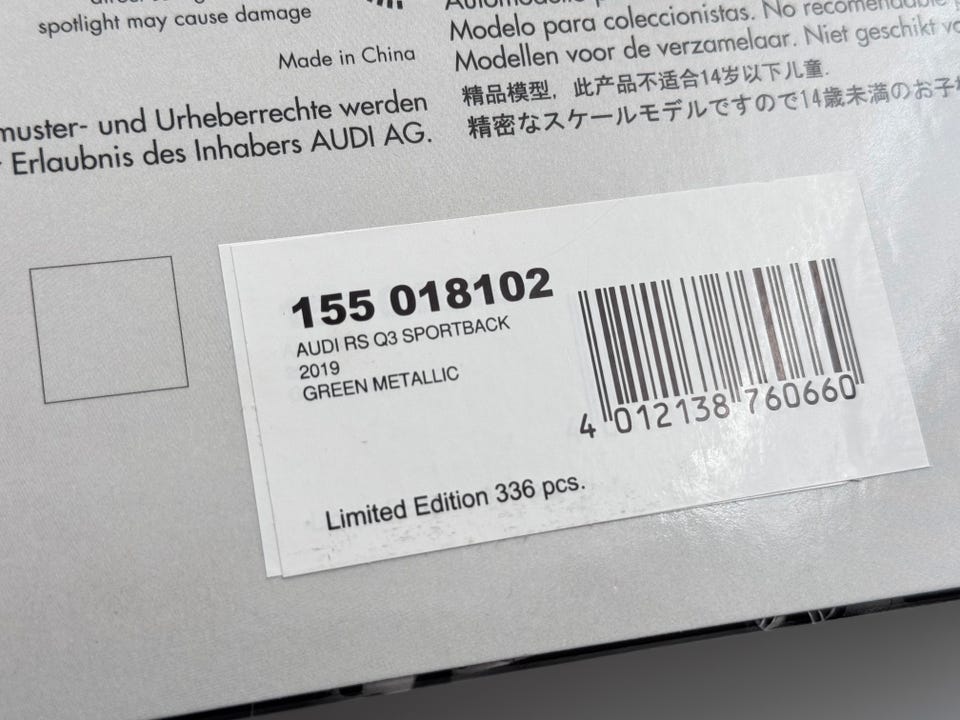 spotlight may cause damage
Made in China
muster- und Urheberrechte werden
Erlaubnis des Inhabers AUDI AG.
Modelo para coleccionistas. No recomendable
Modellen voor de verzamelaar. Niet geschikt
精品模型，此产品不适合14岁以下儿童.
精密なスケールモデルですので14歳未満のお子
155 018102
AUDI RS Q3 SPORTBACK
2019
GREEN METALLIC
4 012138 760660
Limited Edition 336 pcs.